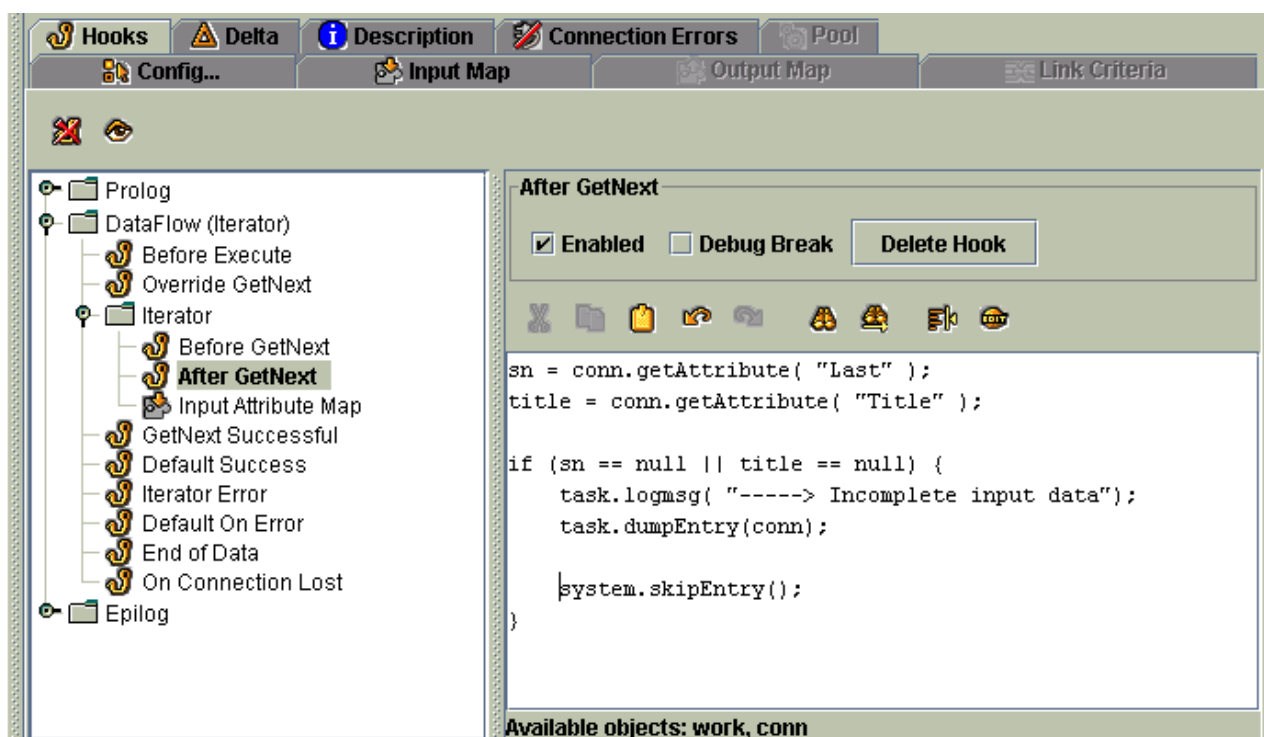 Hooks Delta Description Connection Errors Pool
Config... Input Map Output Map Link Criteria
Prolog
DataFlow (Iterator)
Before Execute
Override GetNext
Iterator
Before GetNext
After GetNext
Input Attribute Map
GetNext Successful
Default Success
Iterator Error
Default On Error
End of Data
On Connection Lost
Epilog
After GetNext
Enabled Debug Break Delete Hook
sn = conn.getAttribute( "Last" );
title = conn.getAttribute( "Title" );
if (sn == null || title == null) {
task.logmsg( "-----> Incomplete input data");
task.dumpEntry(conn);
system.skipEntry();
}
Available objects: work, conn